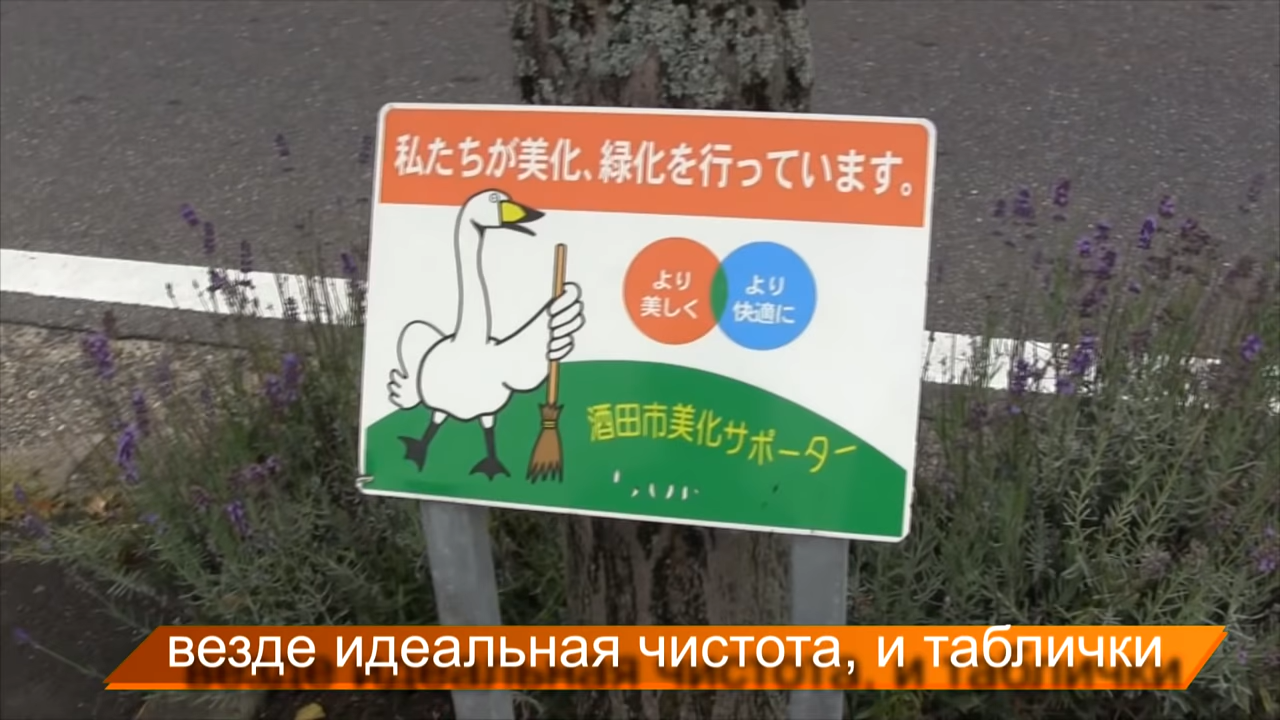 私たちが美化、緑化を行っています。
より
美しく
より
快適に
酒田市美化サポーター
везде идеальная чистота, и таблички